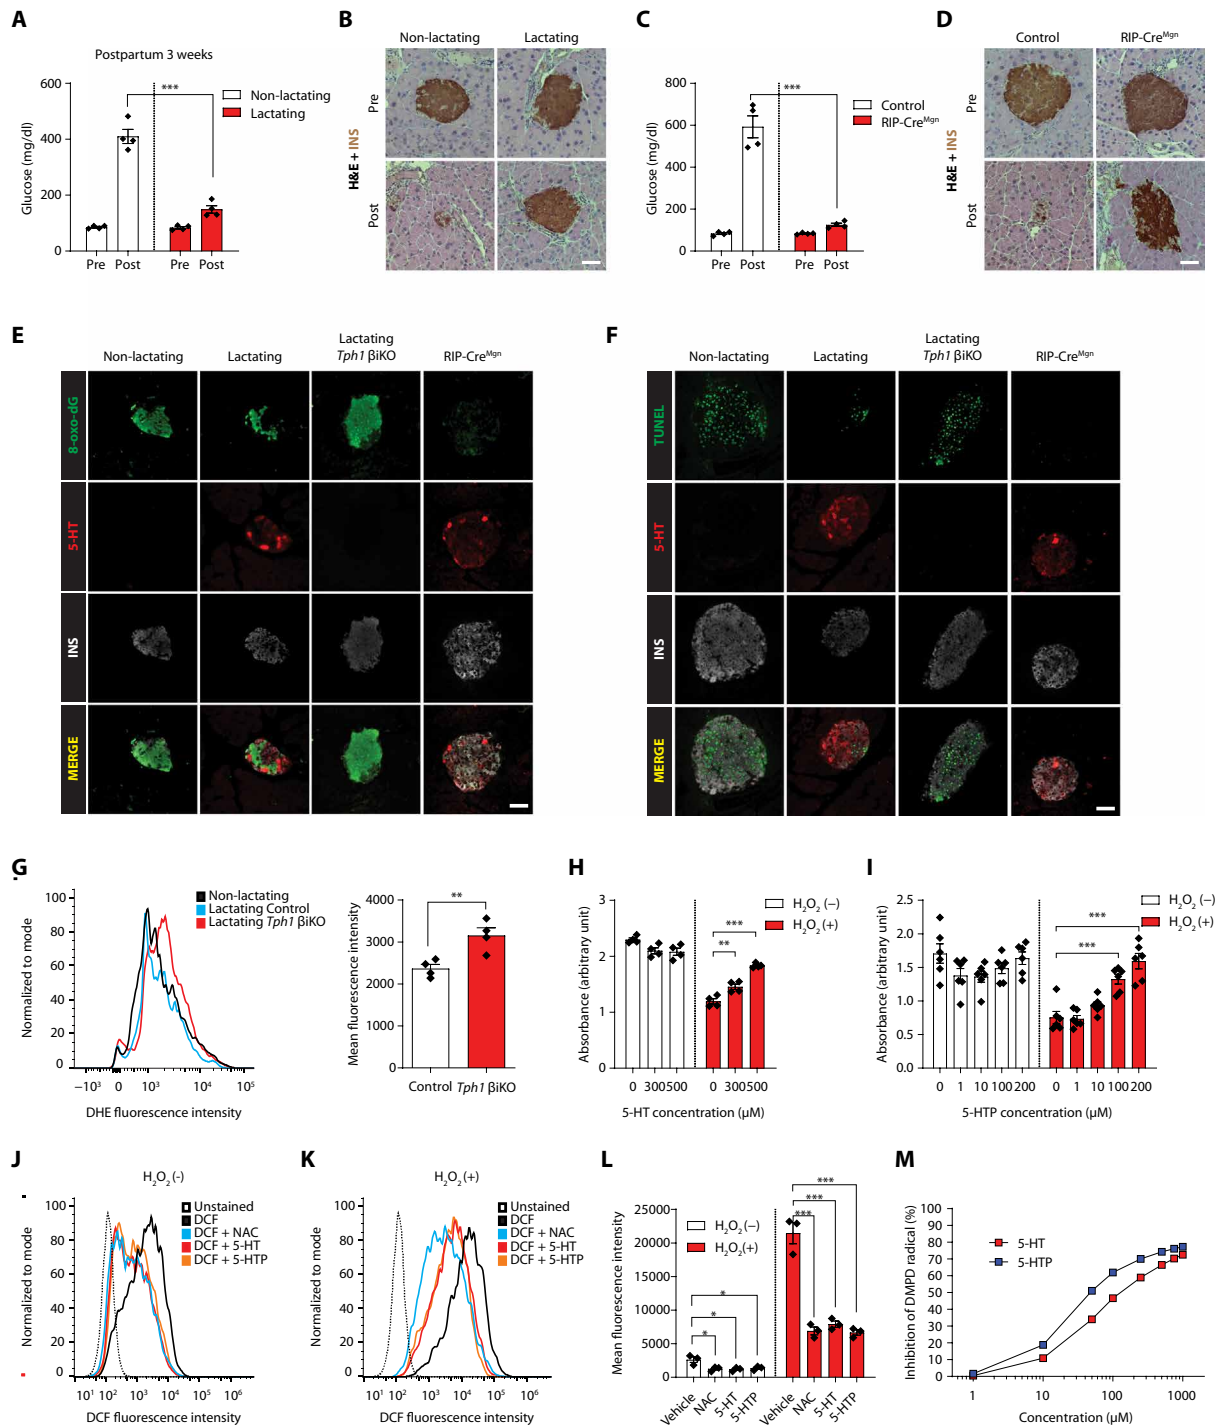 A
Postpartum 3 weeks
600
400
200
0
Glucose (mg/dl)
***
Non-lactating
Lactating
Pre Post Pre Post
B
Non-lactating Lactating
Pre
Post
H&E + INS
C
800
600
400
200
0
Glucose (mg/dl)
***
Control
RIP-Cre^Mgn
Pre Post Pre Post
D
Control RIP-Cre^Mgn
Pre
Post
H&E + INS
E
Non-lactating Lactating Lactating Tph1 βiKO RIP-Cre^Mgn
8-oxo-dG
5-HT
INS
MERGE
F
Non-lactating Lactating Lactating Tph1 βiKO RIP-Cre^Mgn
TUNEL
5-HT
INS
MERGE
G
Normalized to mode
100
80
60
40
20
0
Non-lactating
Lactating Control
Lactating Tph1 βiKO
−10³ 0 10³ 10⁴ 10⁵
DHE fluorescence intensity
Mean fluorescence intensity
4000
3000
2000
1000
0
**
Control Tph1 βiKO
H
Absorbance (arbitrary unit)
3
2
1
0
H₂O₂ (−)
H₂O₂ (+)
***
**
0 300 500 0 300 500
5-HT concentration (µM)
I
Absorbance (arbitrary unit)
2.5
2.0
1.5
1.0
0.5
0.0
H₂O₂ (−)
H₂O₂ (+)
***
***
0 1 10 100 200 0 1 10 100 200
5-HTP concentration (µM)
J
H₂O₂ (-)
Normalized to mode
100
80
60
40
20
0
Unstained
DCF
DCF + NAC
DCF + 5-HT
DCF + 5-HTP
10¹ 10² 10³ 10⁴ 10⁵ 10⁶
DCF fluorescence intensity
K
H₂O₂ (+)
Normalized to mode
100
80
60
40
20
0
Unstained
DCF
DCF + NAC
DCF + 5-HT
DCF + 5-HTP
10¹ 10² 10³ 10⁴ 10⁵ 10⁶
DCF fluorescence intensity
L
Mean fluorescence intensity
25000
20000
15000
10000
5000
0
H₂O₂ (−)
H₂O₂ (+)
*
*
*
***
***
***
Vehicle NAC 5-HT 5-HTP Vehicle NAC 5-HT 5-HTP
M
Inhibition of DMPD radical (%)
100
90
80
70
60
50
40
30
20
10
0
5-HT
5-HTP
1 10 100 1000
Concentration (µM)